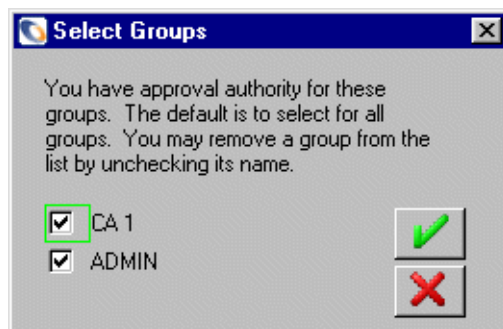 Select Groups
You have approval authority for these
groups. The default is to select for all
groups. You may remove a group from the
list by unchecking its name.
CA 1
ADMIN